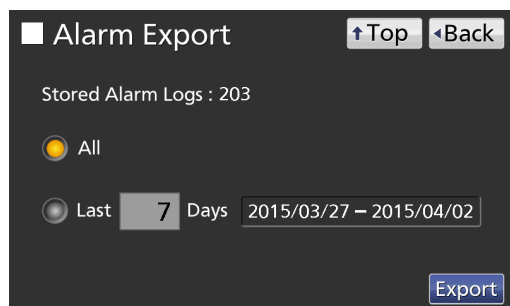 Alarm Export
Top
Back
Stored Alarm Logs : 203
All
Last 7 Days 2015/03/27 – 2015/04/02
Export